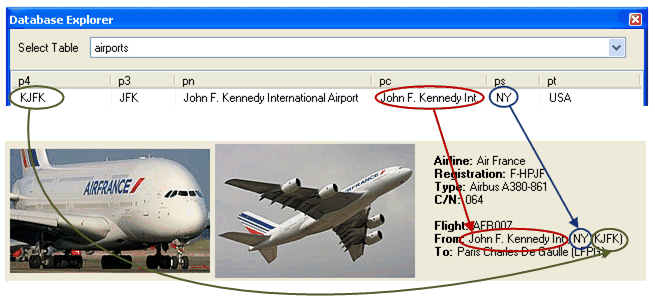 Database Explorer
Select Table airports
p4 p3 pn pc ps pt
KJFK JFK John F. Kennedy International Airport John F. Kennedy Int. NY USA
AIRFRANCE
Airline: Air France
Registration: F-HPJF
Type: Airbus A380-861
C/N: 064
Flight: AFR007
From: John F. Kennedy Int. (NY) (KJFK)
To: Paris Charles De Gaulle (LFPG)